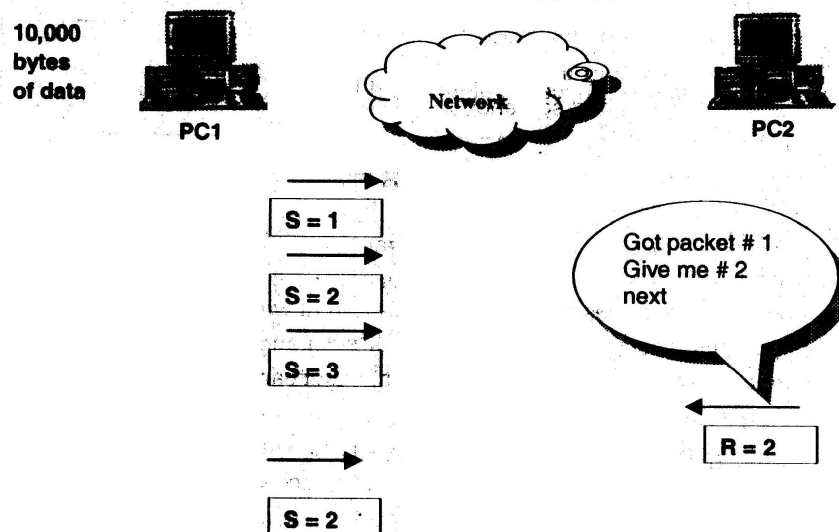 10,000
bytes
of data
PC1
Network
PC2
S = 1
S = 2
S = 3
Got packet # 1
Give me # 2
next
R = 2
S = 2